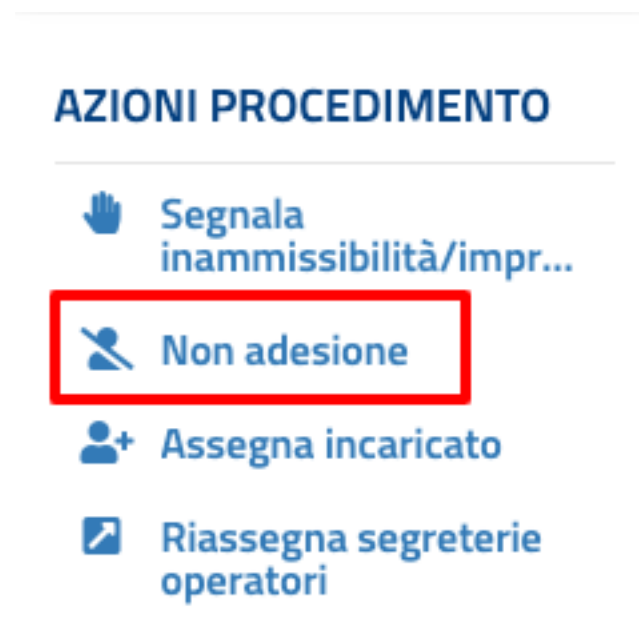 AZIONI PROCEDIMENTO
Segnala
inammissibilità/impr...
Non adesione
Assegna incaricato
Riassegna segreterie
operatori